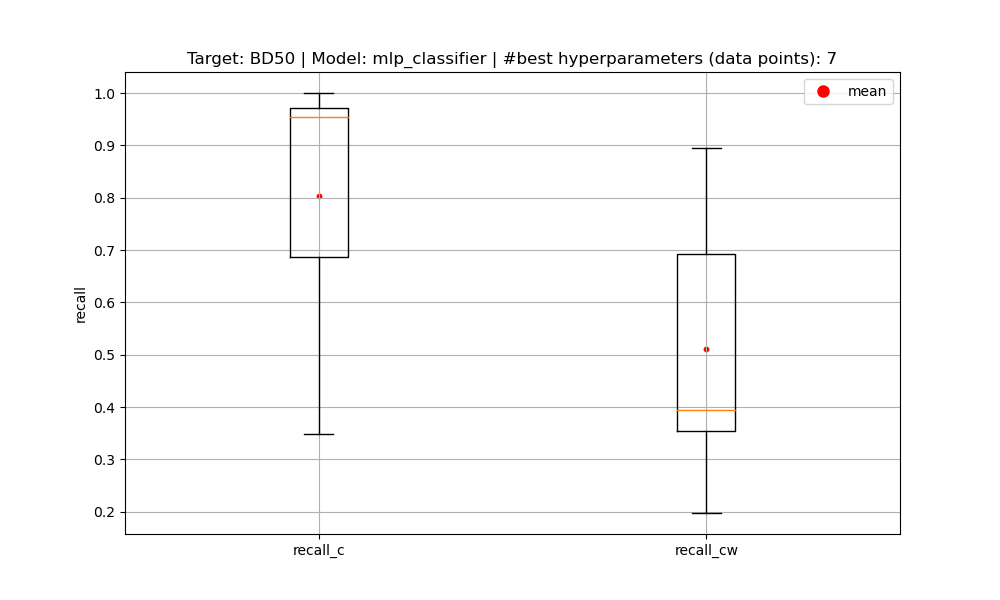 Target: BD50 | Model: mlp_classifier | #best hyperparameters (data points): 7
mean
1.0
0.9
0.8
0.7
0.6
0.5
0.4
0.3
0.2
recall
recall_c
recall_cw